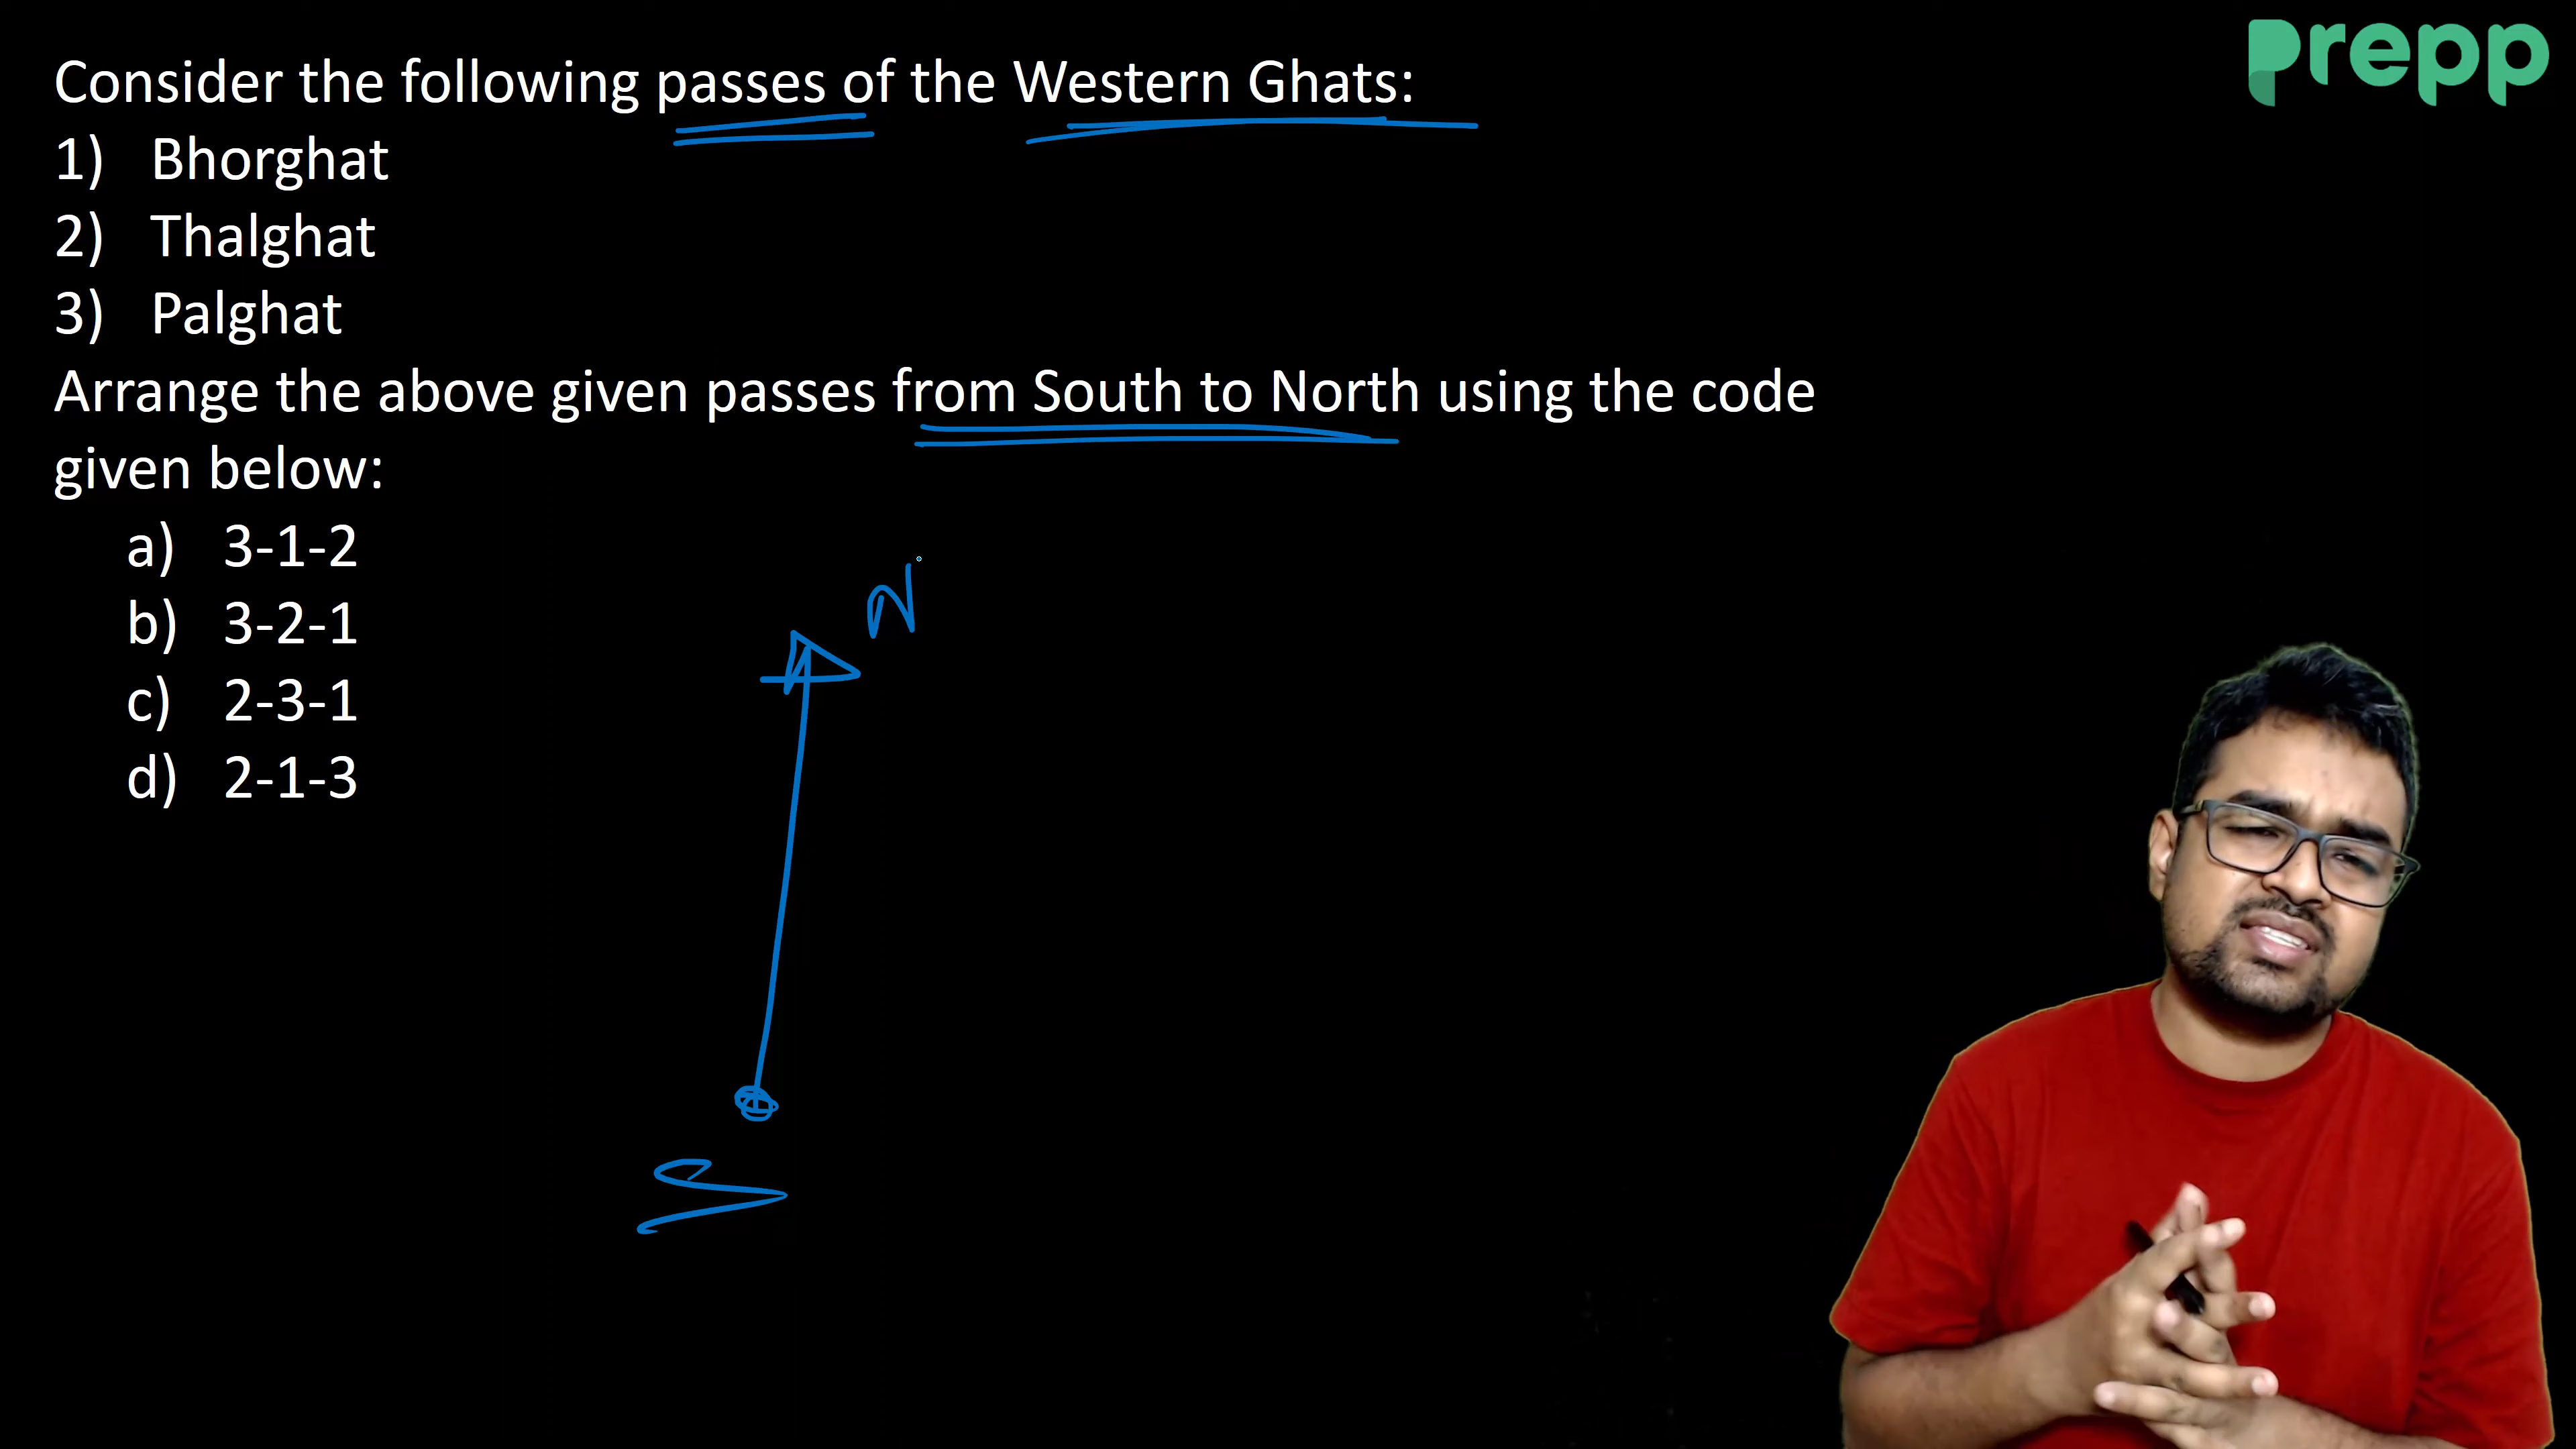 prepp
Consider the following passes of the Western Ghats:
1) Bhorghat
2) Thalghat
3) Palghat
Arrange the above given passes from South to North using the code
given below:
a) 3-1-2
b) 3-2-1
c) 2-3-1
d) 2-1-3
N
S